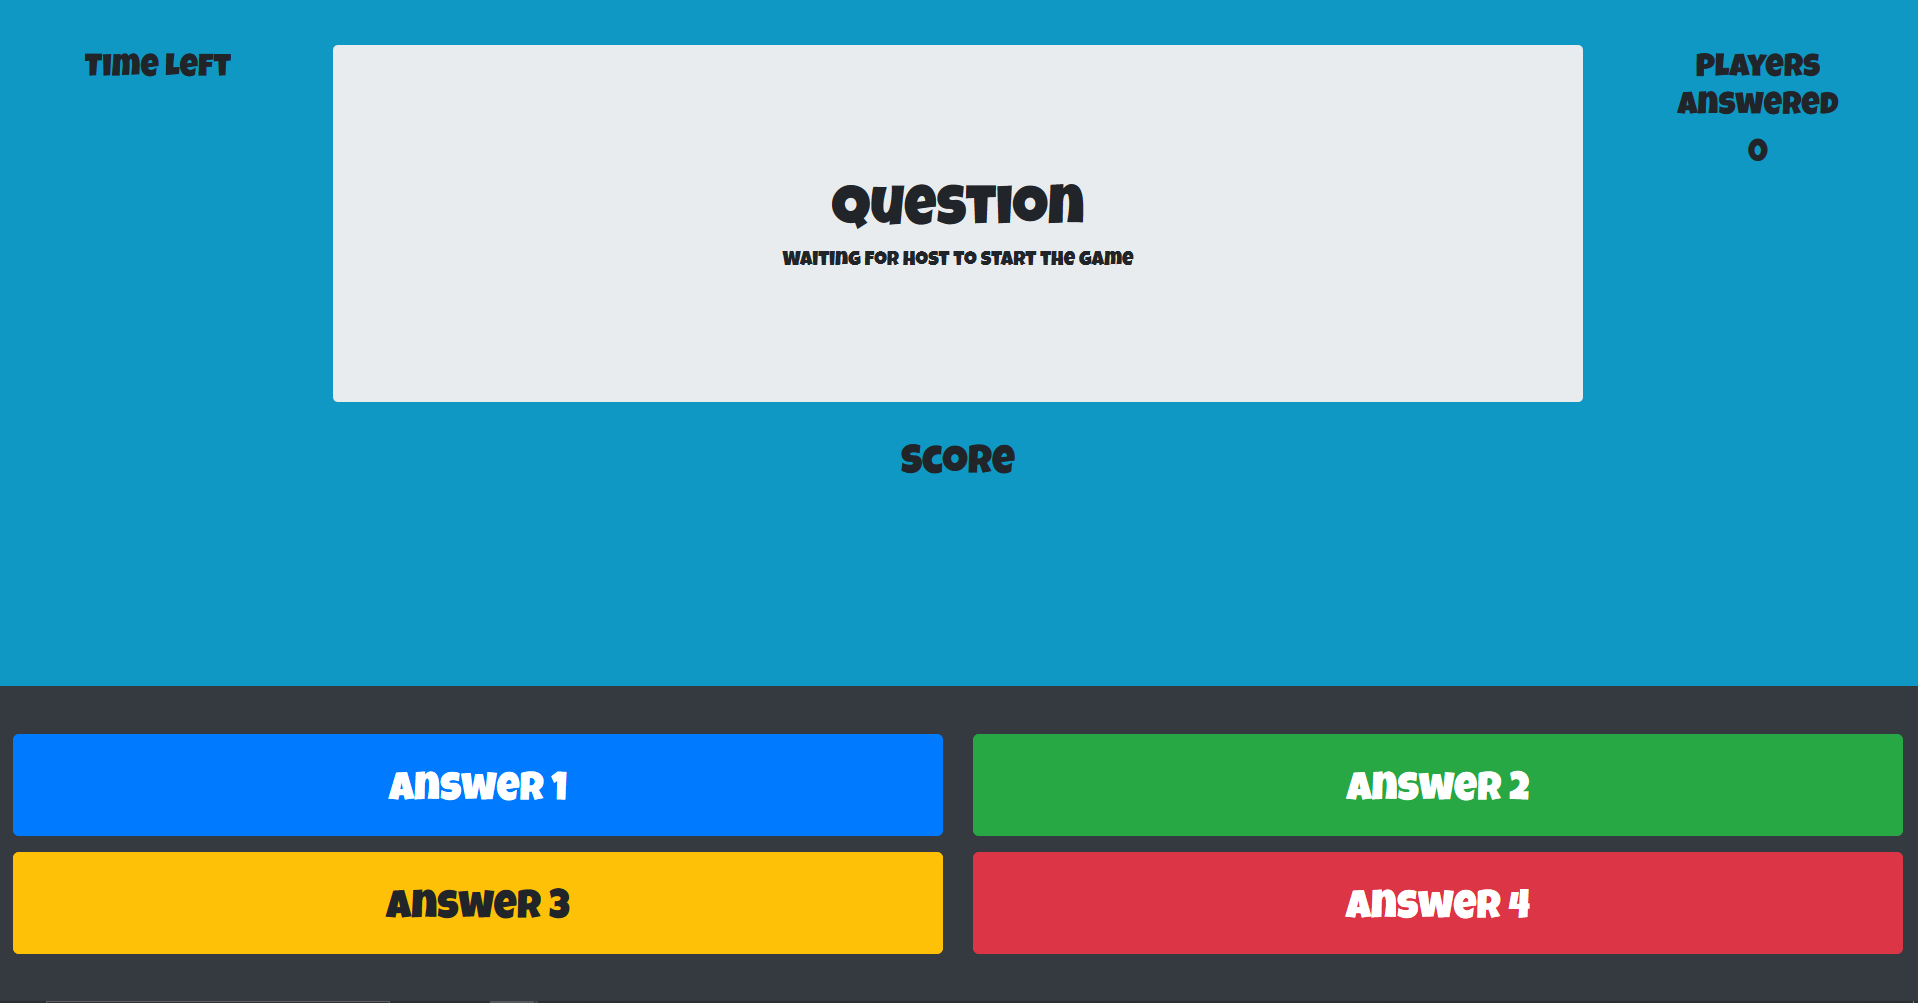 Time Left
Players
Answered
0
Question
Waiting for host to start the game
Score
Answer 1
Answer 2
Answer 3
Answer 4